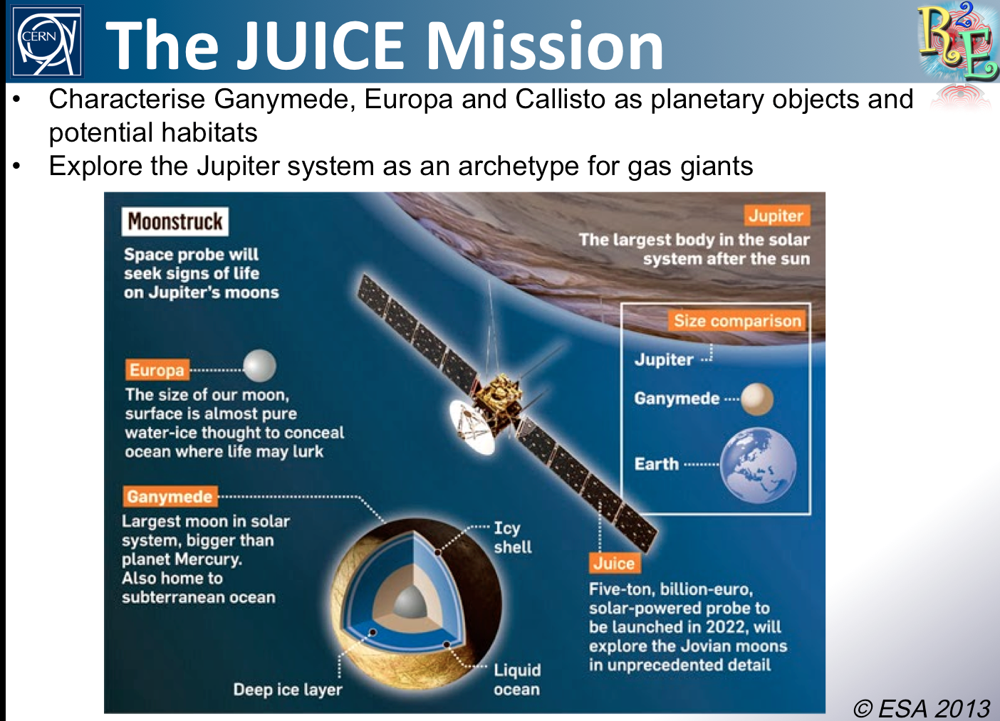 CERN
The JUICE Mission
R2E
• Characterise Ganymede, Europa and Callisto as planetary objects and
potential habitats
• Explore the Jupiter system as an archetype for gas giants
Moonstruck
Space probe will
seek signs of life
on Jupiter's moons
Jupiter
The largest body in the solar
system after the sun
Size comparison
Jupiter
Ganymede
Earth
Europa
The size of our moon,
surface is almost pure
water-ice thought to conceal
ocean where life may lurk
Ganymede
Largest moon in solar
system, bigger than
planet Mercury.
Also home to
subterranean ocean
Icy
shell
Liquid
ocean
Deep ice layer
Juice
Five-ton, billion-euro,
solar-powered probe to
be launched in 2022, will
explore the Jovian moons
in unprecedented detail
© ESA 2013